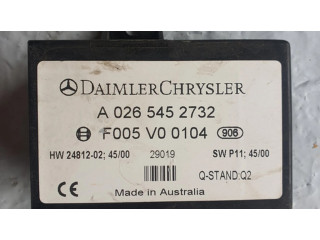 DAIMLERCHRYSLER
A 026 545 2732
F005 V0 0104 906
HW 24812-02; 45/00 29019 SW P11; 45/00
Q-STAND:Q2
CE Made in Australia